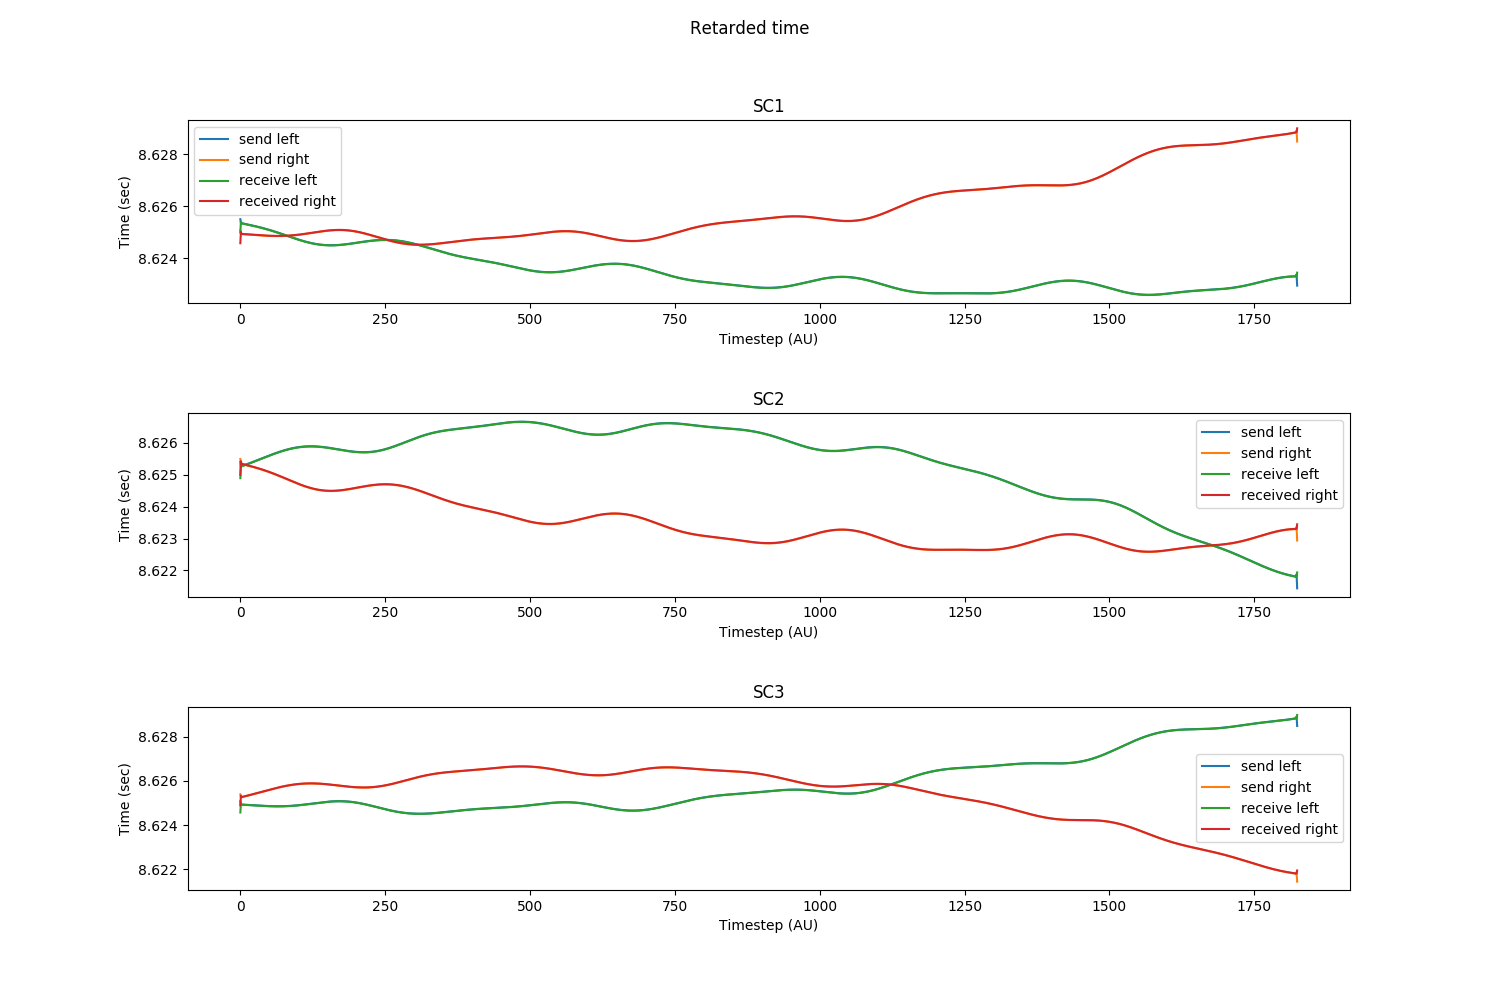 Retarded time
SC1
send left
send right
receive left
received right
8.628
8.626
8.624
Time (sec)
0 250 500 750 1000 1250 1500 1750
Timestep (AU)
SC2
send left
send right
receive left
received right
8.626
8.625
8.624
8.623
8.622
Time (sec)
0 250 500 750 1000 1250 1500 1750
Timestep (AU)
SC3
send left
send right
receive left
received right
8.628
8.626
8.624
8.622
Time (sec)
0 250 500 750 1000 1250 1500 1750
Timestep (AU)